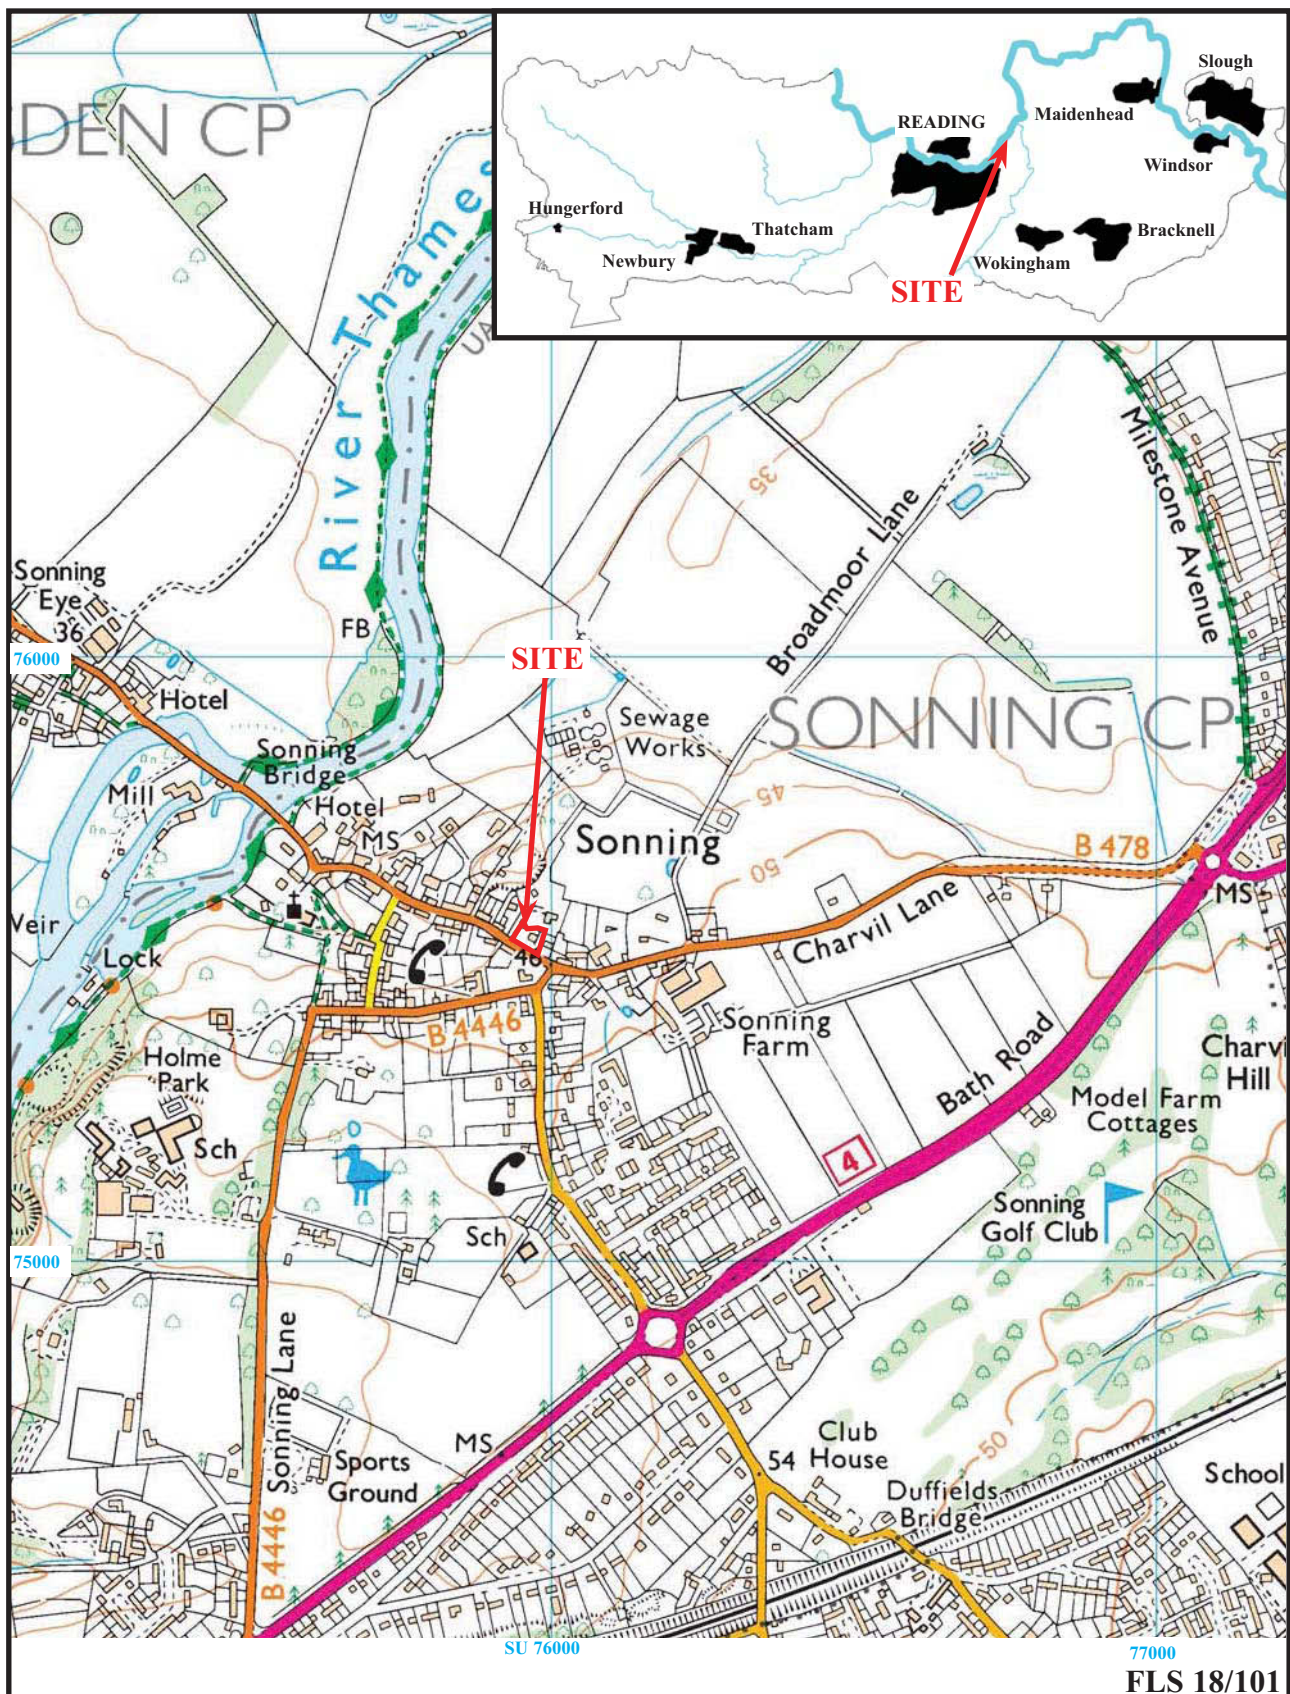 DEN CP
River Thames
UA
Slough
Maidenhead
READING
Windsor
Hungerford
Thatcham
Bracknell
Newbury
Wokingham
SITE
Milestone Avenue
35
Broadmoor Lane
Sonning
Eye
36
FB
76000
SITE
Hotel
Sewage
Works
SONNING CP
Sonning
Bridge
Mill
Hotel
MS
45
Sonning
B 478
50
MS
Weir
Charvil Lane
Lock
46
B 4446
Sonning
Farm
Bath Road
Holme
Park
Charvi
Hill
Model Farm
Cottages
Sch
4
Sonning
Golf Club
Sch
75000
Sonning Lane
Club
House
MS
54
50
Sports
Ground
Duffields
Bridge
School
B 4446
SU 76000
77000
FLS 18/101